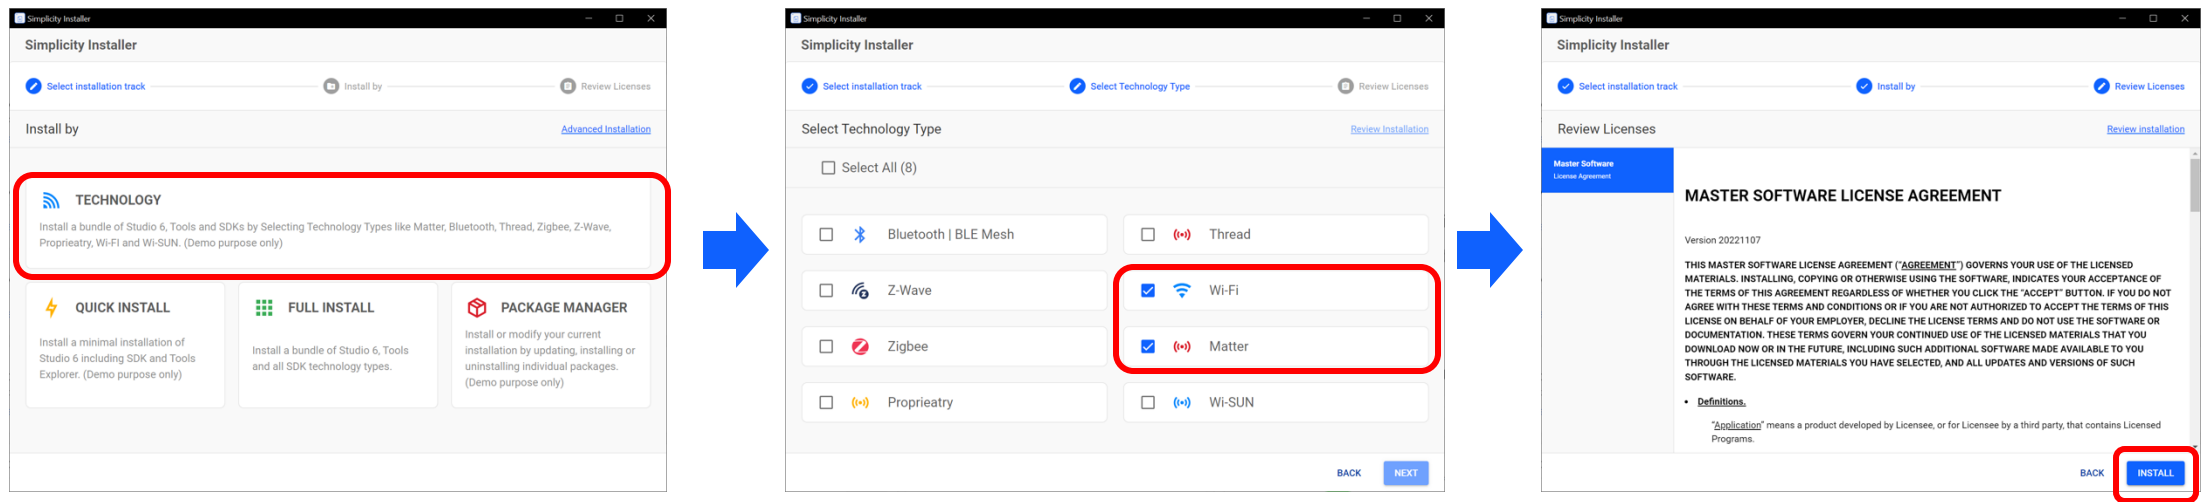 Simplicity Installer
Simplicity Installer
Select installation track
Install by
Review Licenses
Install by
Advanced Installation
TECHNOLOGY
Install a bundle of Studio 6, Tools and SDKs by Selecting Technology Types like Matter, Bluetooth, Thread, Zigbee, Z-Wave,
Proprieatry, Wi-FI and Wi-SUN. (Demo purpose only)
QUICK INSTALL
Install a minimal installation of
Studio 6 including SDK and Tools
Explorer. (Demo purpose only)
FULL INSTALL
Install a bundle of Studio 6, Tools
and all SDK technology types.
PACKAGE MANAGER
Install or modify your current
installation by updating, installing or
uninstalling individual packages.
(Demo purpose only)
Simplicity Installer
Simplicity Installer
Select installation track
Select Technology Type
Review Licenses
Select Technology Type
Review Installation
Select All (8)
Bluetooth | BLE Mesh
Thread
Z-Wave
Wi-Fi
Zigbee
Matter
Proprieatry
Wi-SUN
BACK
NEXT
Simplicity Installer
Simplicity Installer
Select installation track
Install by
Review Licenses
Review Licenses
Review installation
Master Software
License Agreement
MASTER SOFTWARE LICENSE AGREEMENT
Version 20221107
THIS MASTER SOFTWARE LICENSE AGREEMENT ("AGREEMENT") GOVERNS YOUR USE OF THE LICENSED
MATERIALS. INSTALLING, COPYING OR OTHERWISE USING THE SOFTWARE, INDICATES YOUR ACCEPTANCE OF
THE TERMS OF THIS AGREEMENT REGARDLESS OF WHETHER YOU CLICK THE "ACCEPT" BUTTON. IF YOU DO NOT
AGREE WITH THESE TERMS AND CONDITIONS OR IF YOU ARE NOT AUTHORIZED TO ACCEPT THE TERMS OF THIS
LICENSE ON BEHALF OF YOUR EMPLOYER, DECLINE THE LICENSE TERMS AND DO NOT USE THE SOFTWARE OR
DOCUMENTATION. THESE TERMS GOVERN YOUR CONTINUED USE OF THE LICENSED MATERIALS THAT YOU
DOWNLOAD NOW OR IN THE FUTURE, INCLUDING SUCH ADDITIONAL SOFTWARE MADE AVAILABLE TO YOU
THROUGH THE LICENSED MATERIALS YOU HAVE SELECTED, AND ALL UPDATES AND VERSIONS OF SUCH
SOFTWARE.
• Definitions.
"Application" means a product developed by Licensee, or for Licensee by a third party, that contains Licensed
Programs.
BACK
INSTALL